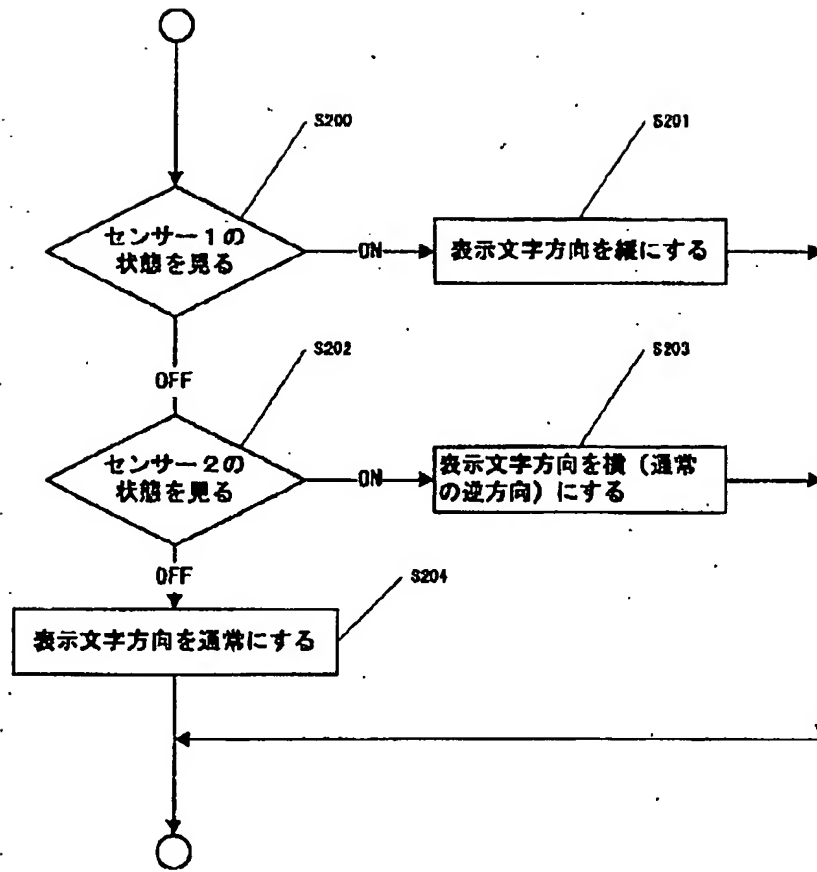 S200
S201
センサー1の
状態を見る
ON
表示文字方向を縦にする
OFF
S202
S203
センサー2の
状態を見る
ON
表示文字方向を横（通常
の逆方向）にする
OFF
S204
表示文字方向を通常にする